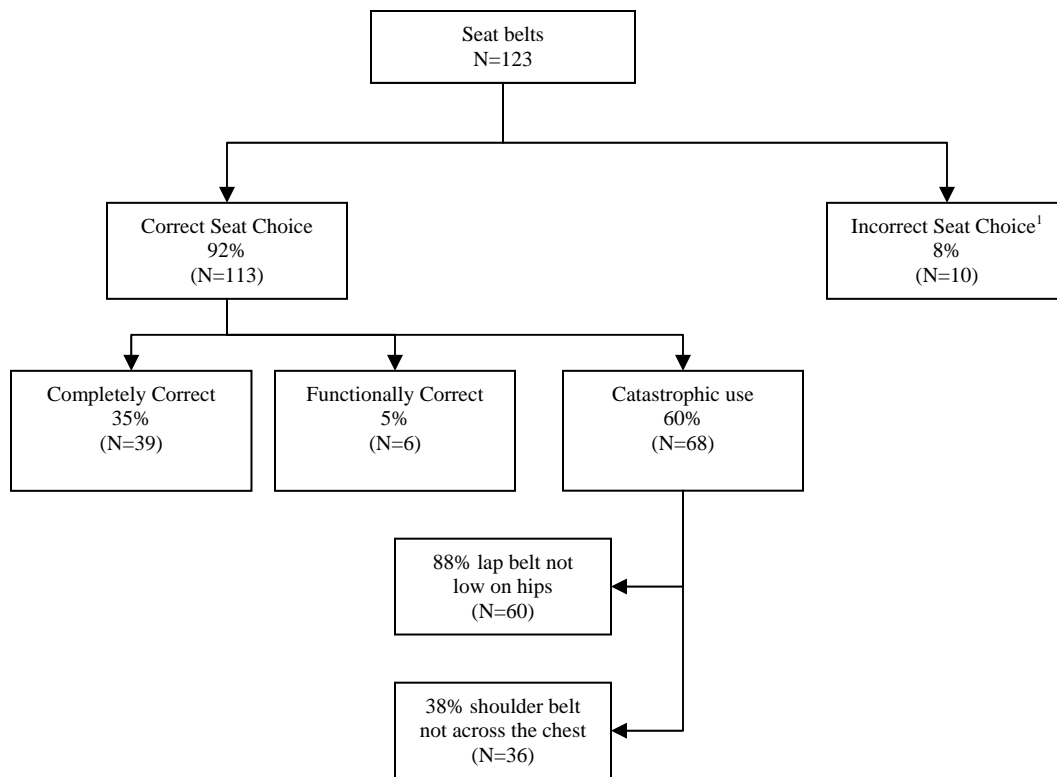 Seat belts
N=123
Correct Seat Choice
92%
(N=113)
Incorrect Seat Choice¹
8%
(N=10)
Completely Correct
35%
(N=39)
Functionally Correct
5%
(N=6)
Catastrophic use
60%
(N=68)
88% lap belt not
low on hips
(N=60)
38% shoulder belt
not across the chest
(N=36)